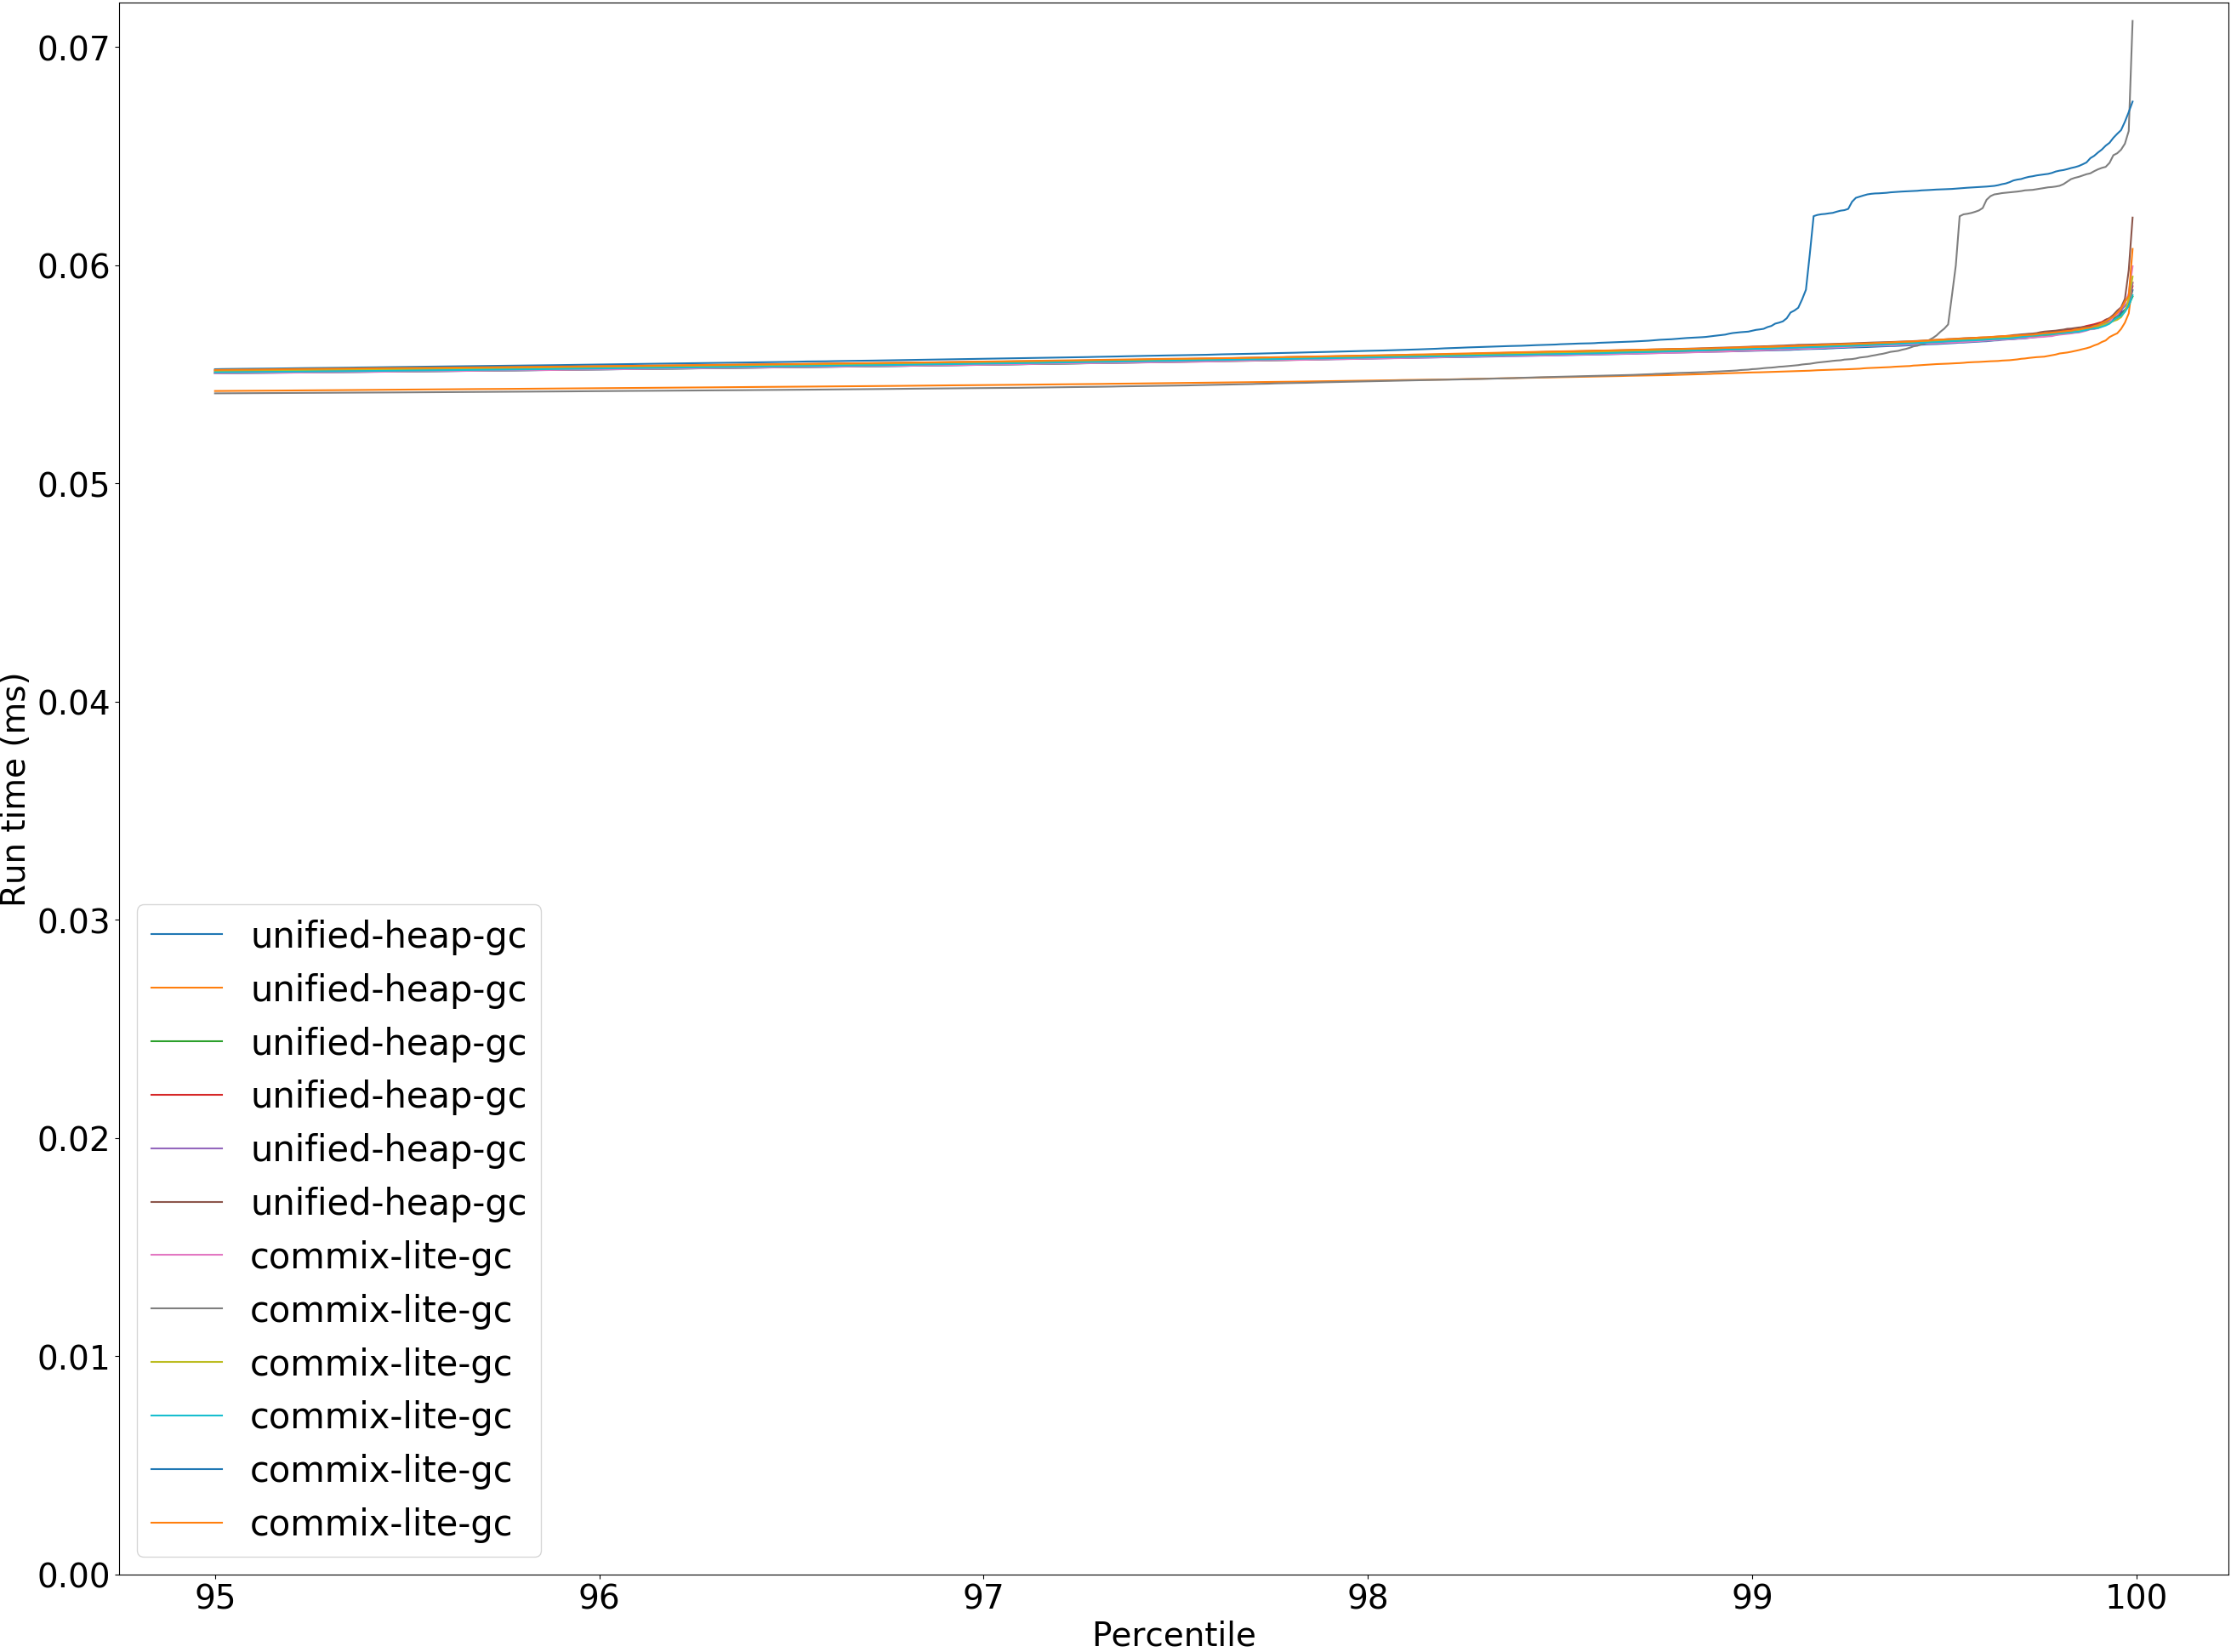 0.07
0.06
0.05
0.04
0.03
0.02
0.01
0.00
Run time (ms)
unified-heap-gc
unified-heap-gc
unified-heap-gc
unified-heap-gc
unified-heap-gc
unified-heap-gc
commix-lite-gc
commix-lite-gc
commix-lite-gc
commix-lite-gc
commix-lite-gc
commix-lite-gc
95 96 97 98 99 100
Percentile